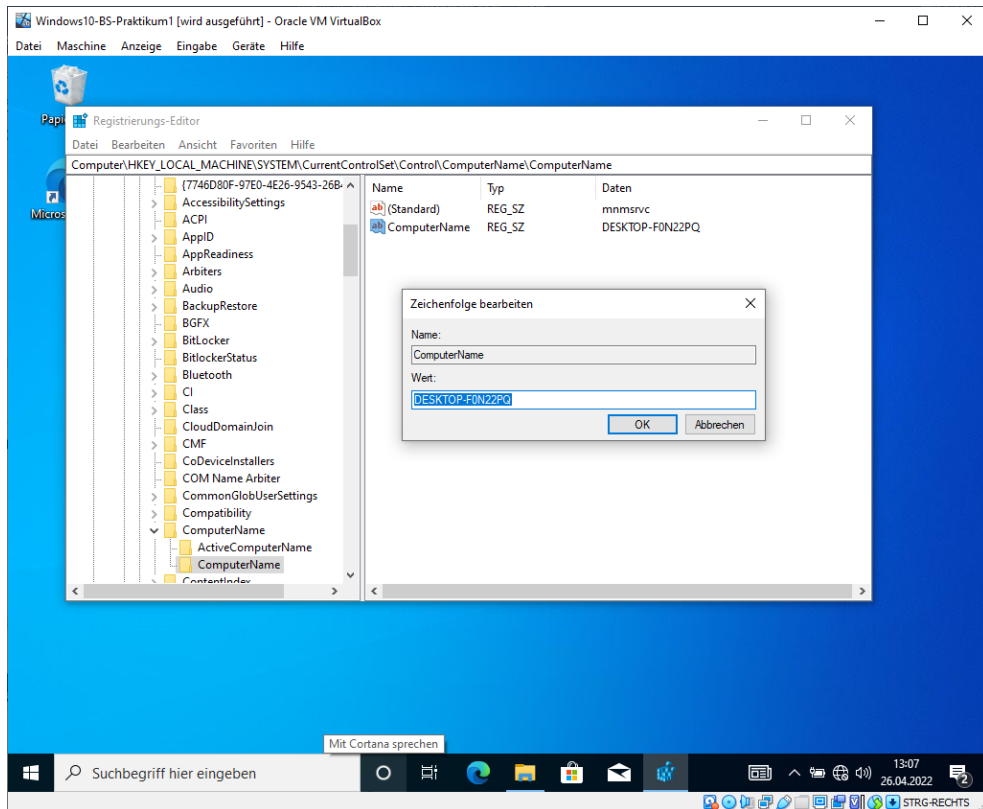 Windows10-BS-Praktikum1 [wird ausgeführt] - Oracle VM VirtualBox
Datei Maschine Anzeige Eingabe Geräte Hilfe
Registrierungs-Editor
Datei Bearbeiten Ansicht Favoriten Hilfe
Computer\HKEY_LOCAL_MACHINE\SYSTEM\CurrentControlSet\Control\ComputerName\ComputerName
{7746D80F-97E0-4E26-9543-26B
AccessibilitySettings
ACPI
AppID
AppReadiness
Arbiters
Audio
BackupRestore
BGFX
BitLocker
BitlockerStatus
Bluetooth
CI
Class
CloudDomainJoin
CMF
CoDeviceInstallers
COM Name Arbiter
CommonGlobUserSettings
Compatibility
ComputerName
ActiveComputerName
ComputerName
ContentIndex
Name Typ Daten
(Standard) REG_SZ mnmsrvc
ComputerName REG_SZ DESKTOP-F0N22PQ
Zeichenfolge bearbeiten
Name:
ComputerName
Wert:
DESKTOP-F0N22PQ
OK Abbrechen
Papi
Micros
Mit Cortana sprechen
Suchbegriff hier eingeben
13:07
26.04.2022
2
STRG-RECHTS